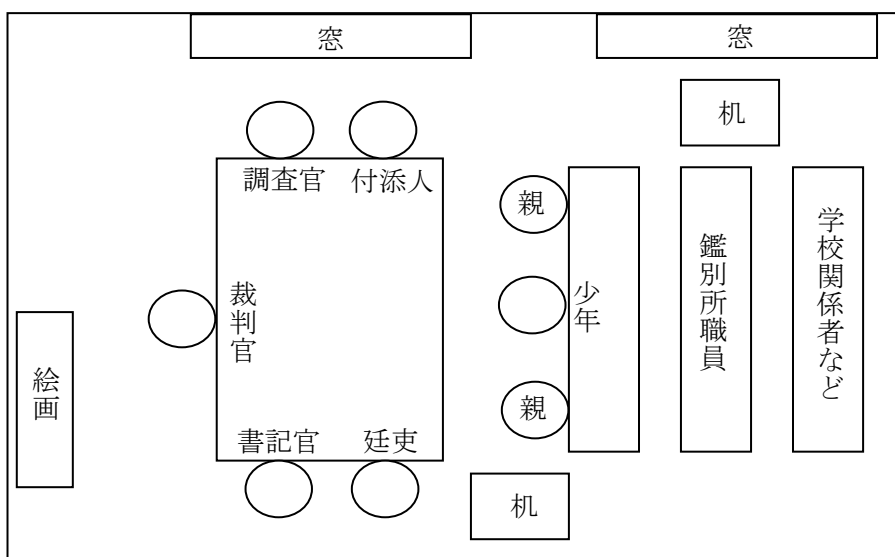 窓
窓
机
調査官
付添人
親
裁判官
少年
鑑別所職員
学校関係者など
絵画
親
書記官
廷吏
机